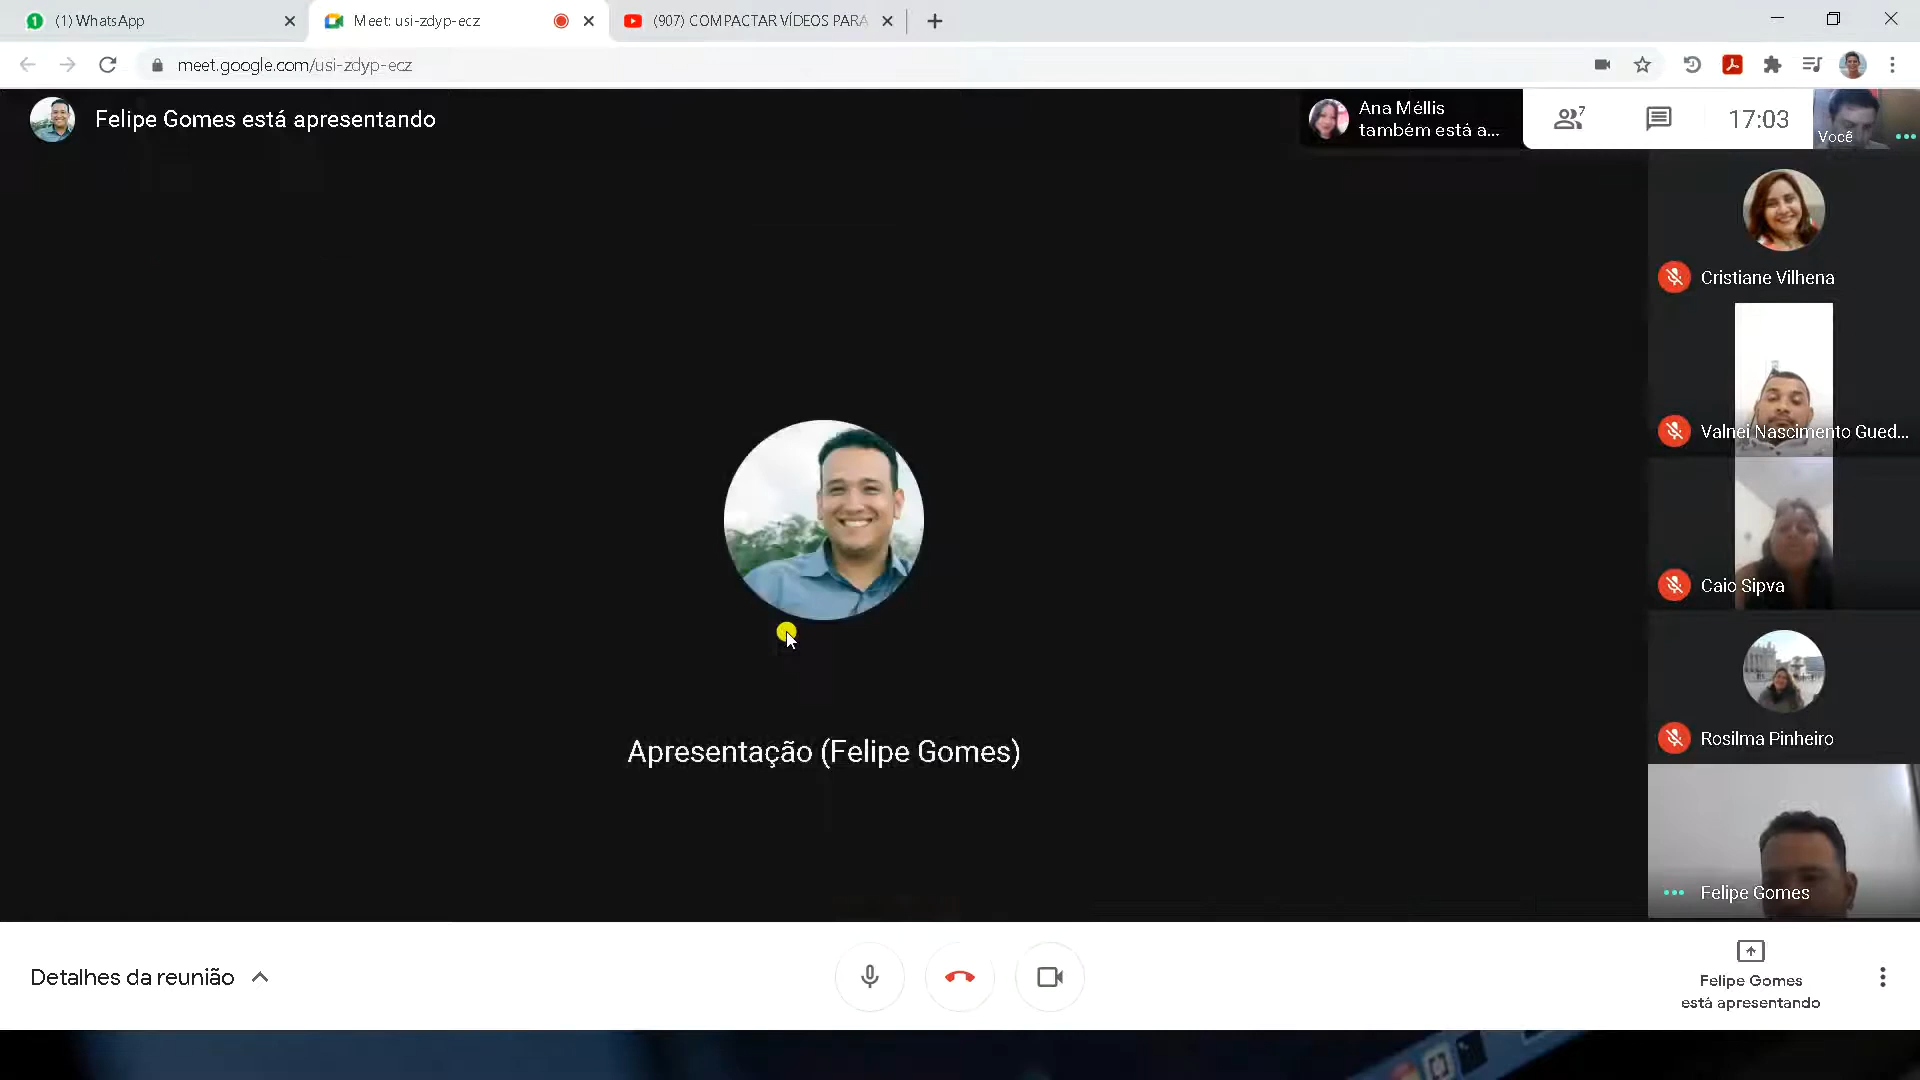 (1) WhatsApp
Meet: usi-zdyp-ecz
(907) COMPACTAR VÍDEOS PARA
meet.google.com/usi-zdyp-ecz
Felipe Gomes está apresentando
Ana Méllis
também está a...
7
17:03
Você
Cristiane Vilhena
Valnei Nascimento Gued...
Caio Sipva
Rosilma Pinheiro
Felipe Gomes
Apresentação (Felipe Gomes)
Detalhes da reunião
Felipe Gomes
está apresentando